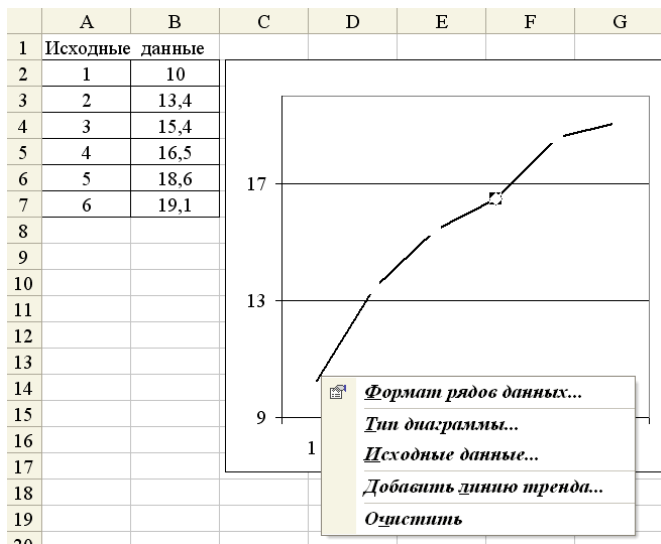 A B C D E F G
1 Исходные данные
2 1 10
3 2 13,4
4 3 15,4
5 4 16,5
6 5 18,6
7 6 19,1
8
9
10
11
12
13
14
15
16
17
18
19
20
17
13
9
1
Формат рядов данных...
Тип диаграммы...
Исходные данные...
Добавить линию тренда...
Очистить